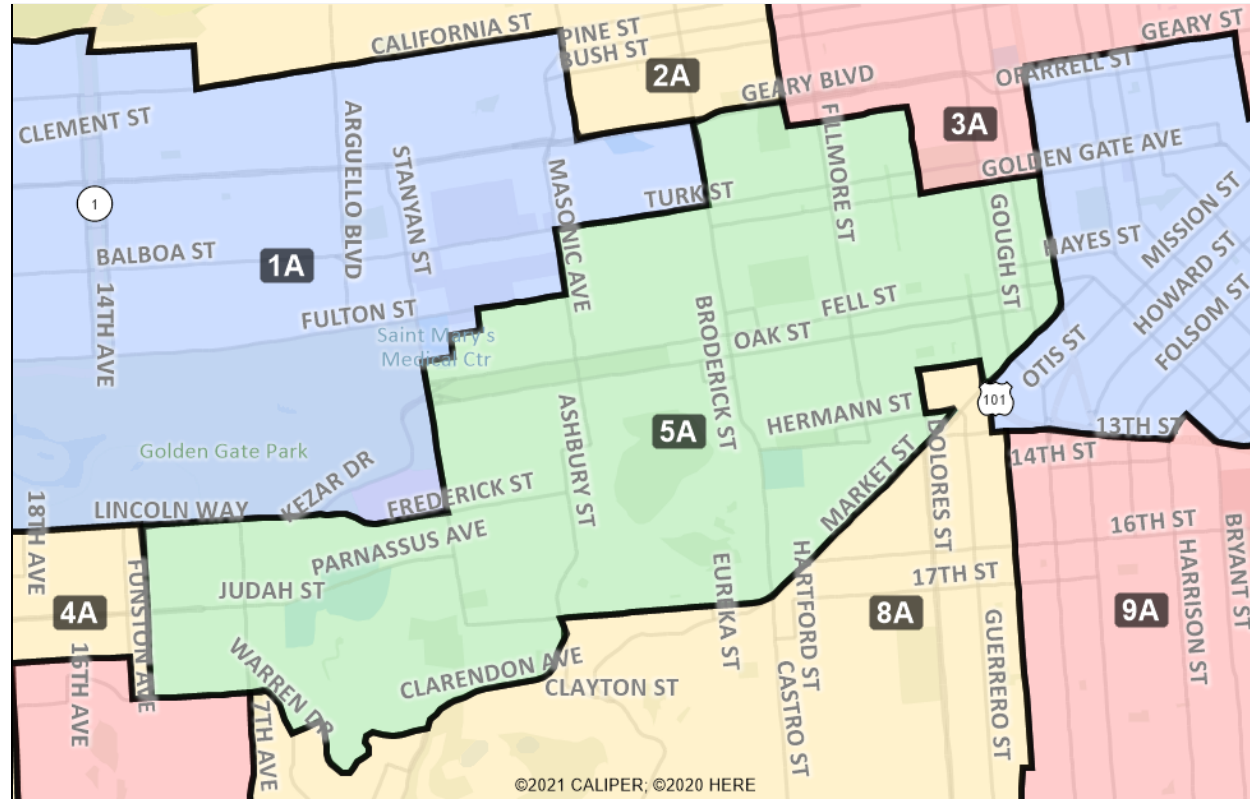 CALIFORNIA ST
PINE ST
BUSH ST
GEARY ST
2A
GEARY BLVD
OFARRELL ST
CLEMENT ST
ARGUELLO BLVD
STANYAN ST
MASONIC AVE
FILLMORE ST
3A
GOLDEN GATE AVE
1
TURK ST
GOUGH ST
HAYES ST
MISSION ST
HOWARD ST
FOLSOM ST
BALBOA ST
1A
14TH AVE
FULTON ST
Saint Mary's
Medical Ctr
BRODERICK ST
FELL ST
OAK ST
OTIS ST
101
ASHBURY ST
5A
HERMANN ST
DOLORES ST
13TH ST
14TH ST
Golden Gate Park
KEZAR DR
MARKET ST
18TH AVE
LINCOLN WAY
FREDERICK ST
PARNASSUS AVE
16TH ST
BRYANT ST
HARRISON ST
FUNSTON AVE
JUDAH ST
EUREKA ST
HARTFORD ST
17TH ST
4A
8A
9A
GUERRERO ST
16TH AVE
WARREN DR
CLARENDON AVE
CLAYTON ST
CASTRO ST
7TH AVE
©2021 CALIPER; ©2020 HERE